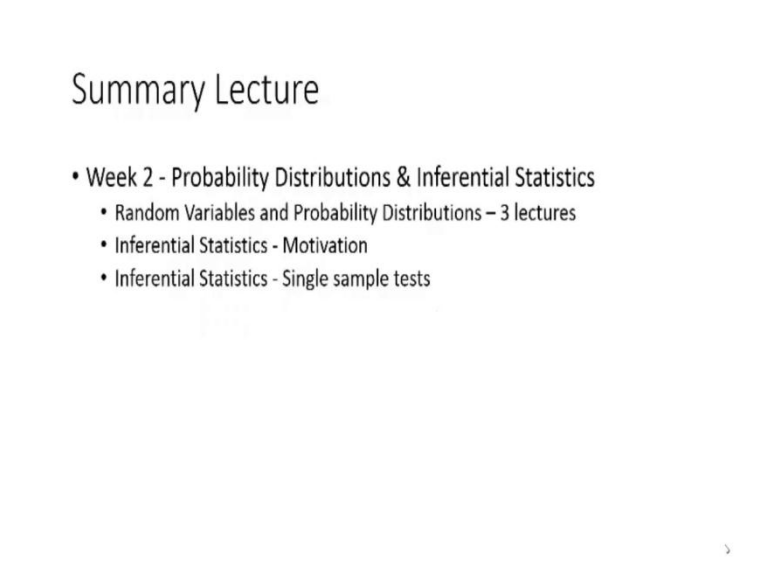 Summary Lecture
• Week 2 - Probability Distributions & Inferential Statistics
• Random Variables and Probability Distributions – 3 lectures
• Inferential Statistics - Motivation
• Inferential Statistics - Single sample tests